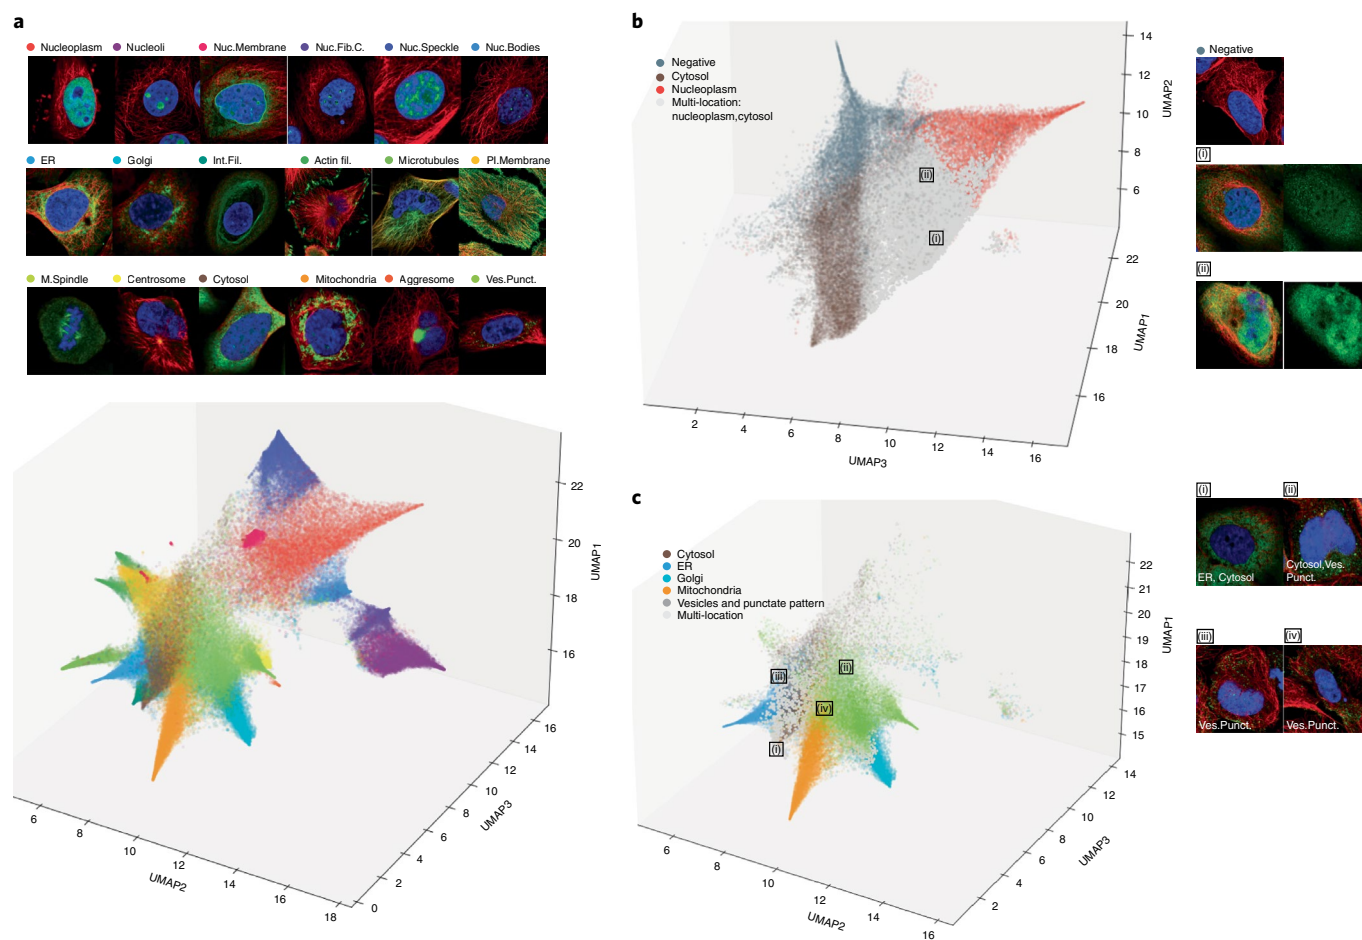 a
Nucleoplasm Nucleoli Nuc.Membrane Nuc.Fib.C. Nuc.Speckle Nuc.Bodies
ER Golgi Int.Fil. Actin fil. Microtubules Pl.Membrane
M.Spindle Centrosome Cytosol Mitochondria Aggresome Ves.Punct.
22
20
18
16
UMAP1
16
14
12
10
8
6
4
2
0
UMAP3
6
8
10
12
14
16
18
UMAP2
b
Negative
Cytosol
Nucleoplasm
Multi-location:
nucleoplasm,cytosol
(ii)
(i)
14
12
10
8
6
UMAP2
22
20
18
16
UMAP1
2 4 6 8 10 12 14 16
UMAP3
Negative
(i)
(ii)
c
Cytosol
ER
Golgi
Mitochondria
Vesicles and punctate pattern
Multi-location
(iii)
(ii)
(iv)
(i)
22
21
20
19
18
17
16
15
UMAP1
14
12
10
8
6
4
2
UMAP3
6
8
10
12
14
16
UMAP2
(i) (ii)
ER, Cytosol
Cytosol,Ves.
Punct.
(iii) (iv)
Ves.Punct. Ves.Punct.